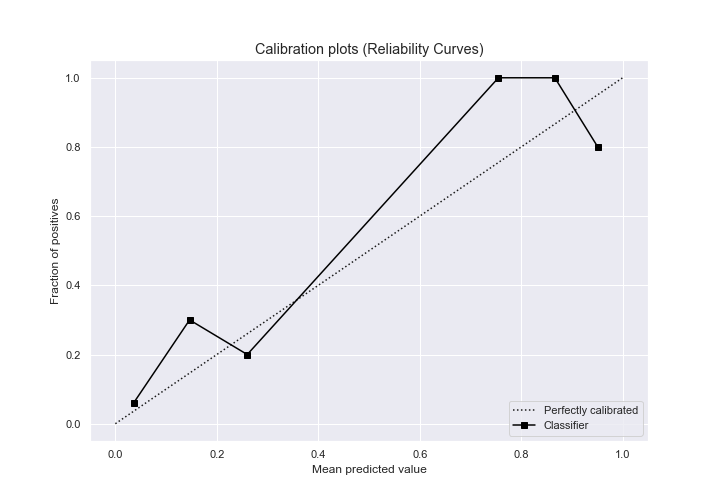 Calibration plots (Reliability Curves)
1.0
0.8
0.6
0.4
0.2
0.0
Fraction of positives
0.0 0.2 0.4 0.6 0.8 1.0
Mean predicted value
Perfectly calibrated
Classifier